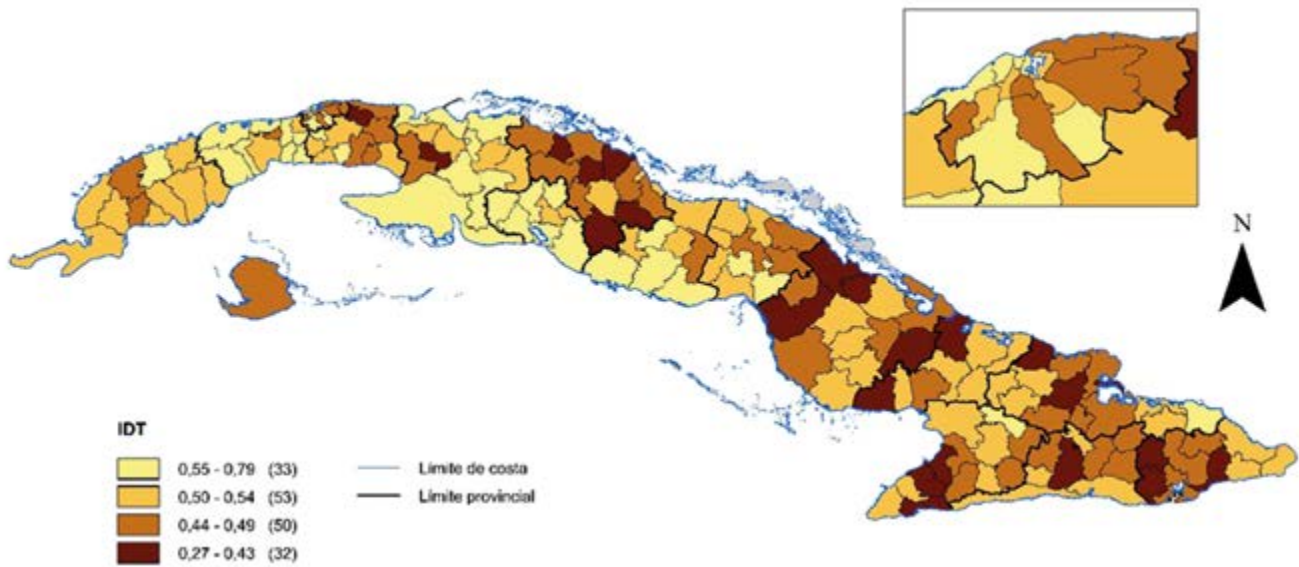 N
IDT
0,55 - 0,79 (33)
0,50 - 0,54 (53)
0,44 - 0,49 (50)
0,27 - 0,43 (32)
Límite de costa
Límite provincial